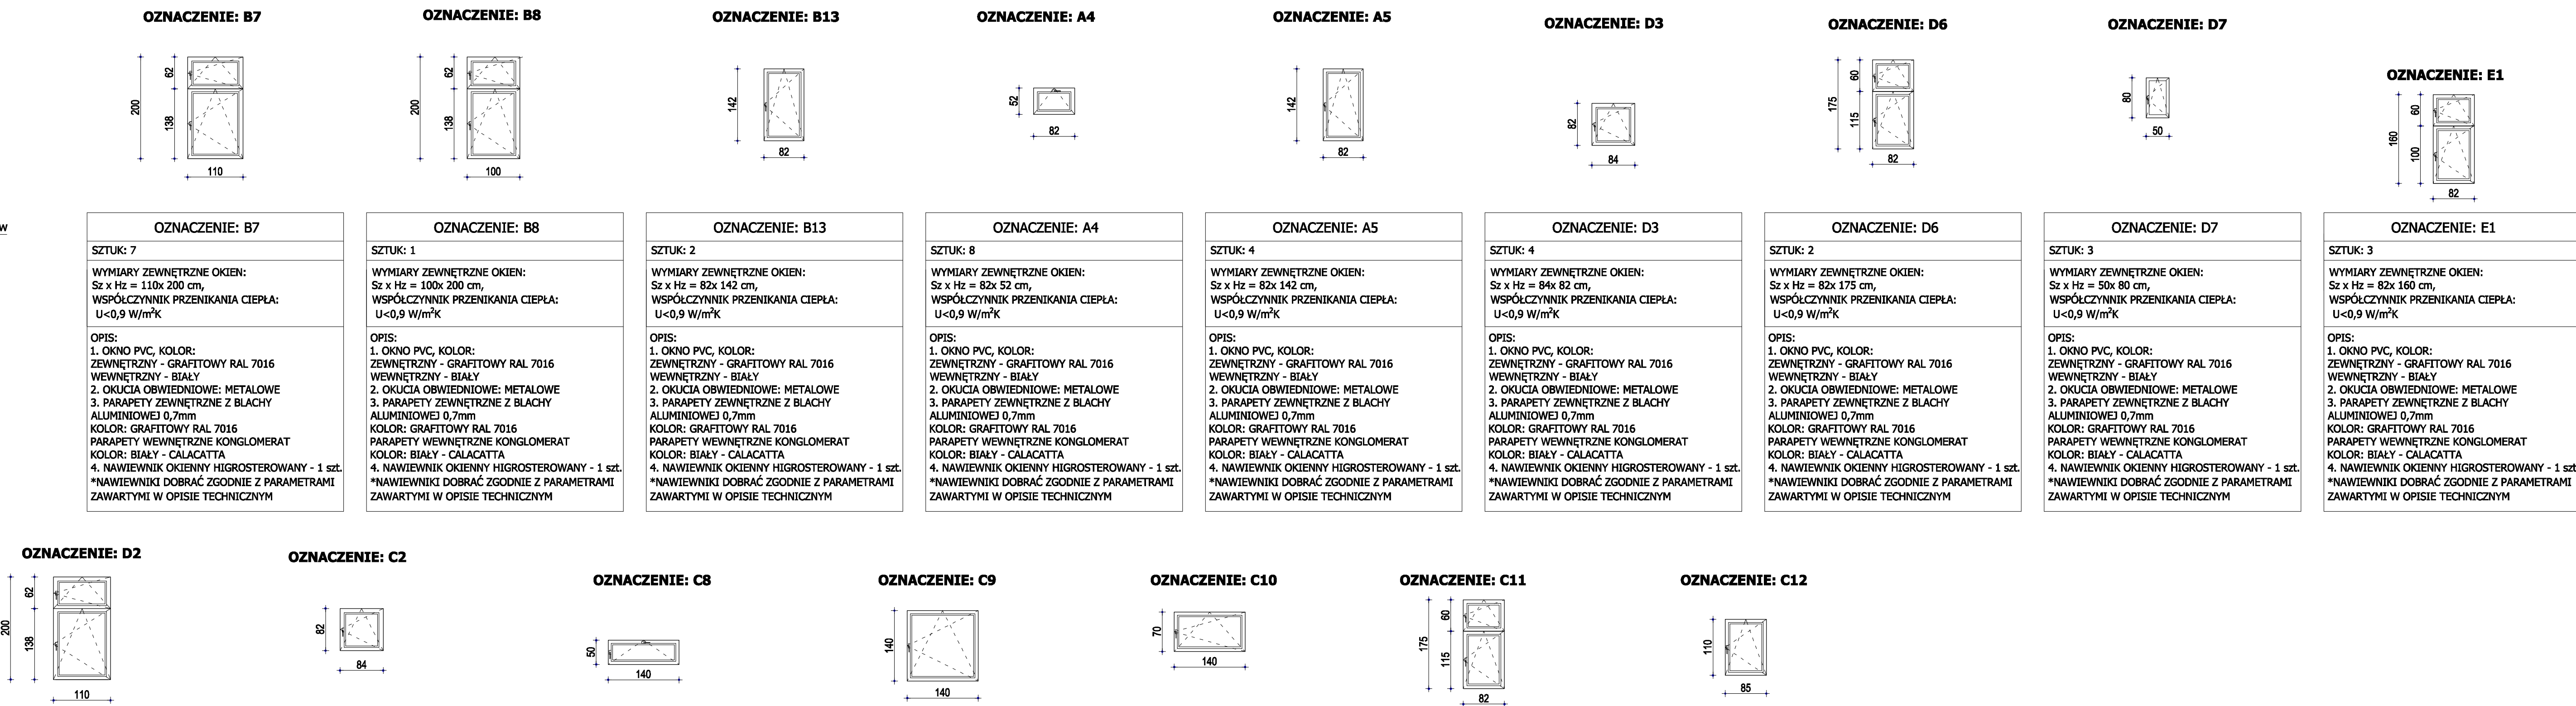 OZNACZENIE: B7
62
200
138
110
OZNACZENIE: B8
62
200
138
100
OZNACZENIE: B13
142
82
OZNACZENIE: A4
52
82
OZNACZENIE: A5
142
82
OZNACZENIE: D3
82
84
OZNACZENIE: D6
60
175
115
82
OZNACZENIE: D7
80
50
OZNACZENIE: E1
60
160
100
82
w
OZNACZENIE: B7
SZTUK: 7
WYMIARY ZEWNĘTRZNE OKIEN:
Sz x Hz = 110x 200 cm,
WSPÓŁCZYNNIK PRZENIKANIA CIEPŁA:
U<0,9 W/m²K
OPIS:
1. OKNO PVC, KOLOR:
ZEWNĘTRZNY - GRAFITOWY RAL 7016
WEWNĘTRZNY - BIAŁY
2. OKUCIA OBWIEDNIOWE: METALOWE
3. PARAPETY ZEWNĘTRZNE Z BLACHY
ALUMINIOWEJ 0,7mm
KOLOR: GRAFITOWY RAL 7016
PARAPETY WEWNĘTRZNE KONGLOMERAT
KOLOR: BIAŁY - CALACATTA
4. NAWIEWNIK OKIENNY HIGROSTEROWANY - 1 szt.
*NAWIEWNIKI DOBRAĆ ZGODNIE Z PARAMETRAMI
ZAWARTYMI W OPISIE TECHNICZNYM
OZNACZENIE: B8
SZTUK: 1
WYMIARY ZEWNĘTRZNE OKIEN:
Sz x Hz = 100x 200 cm,
WSPÓŁCZYNNIK PRZENIKANIA CIEPŁA:
U<0,9 W/m²K
OPIS:
1. OKNO PVC, KOLOR:
ZEWNĘTRZNY - GRAFITOWY RAL 7016
WEWNĘTRZNY - BIAŁY
2. OKUCIA OBWIEDNIOWE: METALOWE
3. PARAPETY ZEWNĘTRZNE Z BLACHY
ALUMINIOWEJ 0,7mm
KOLOR: GRAFITOWY RAL 7016
PARAPETY WEWNĘTRZNE KONGLOMERAT
KOLOR: BIAŁY - CALACATTA
4. NAWIEWNIK OKIENNY HIGROSTEROWANY - 1 szt.
*NAWIEWNIKI DOBRAĆ ZGODNIE Z PARAMETRAMI
ZAWARTYMI W OPISIE TECHNICZNYM
OZNACZENIE: B13
SZTUK: 2
WYMIARY ZEWNĘTRZNE OKIEN:
Sz x Hz = 82x 142 cm,
WSPÓŁCZYNNIK PRZENIKANIA CIEPŁA:
U<0,9 W/m²K
OPIS:
1. OKNO PVC, KOLOR:
ZEWNĘTRZNY - GRAFITOWY RAL 7016
WEWNĘTRZNY - BIAŁY
2. OKUCIA OBWIEDNIOWE: METALOWE
3. PARAPETY ZEWNĘTRZNE Z BLACHY
ALUMINIOWEJ 0,7mm
KOLOR: GRAFITOWY RAL 7016
PARAPETY WEWNĘTRZNE KONGLOMERAT
KOLOR: BIAŁY - CALACATTA
4. NAWIEWNIK OKIENNY HIGROSTEROWANY - 1 szt.
*NAWIEWNIKI DOBRAĆ ZGODNIE Z PARAMETRAMI
ZAWARTYMI W OPISIE TECHNICZNYM
OZNACZENIE: A4
SZTUK: 8
WYMIARY ZEWNĘTRZNE OKIEN:
Sz x Hz = 82x 52 cm,
WSPÓŁCZYNNIK PRZENIKANIA CIEPŁA:
U<0,9 W/m²K
OPIS:
1. OKNO PVC, KOLOR:
ZEWNĘTRZNY - GRAFITOWY RAL 7016
WEWNĘTRZNY - BIAŁY
2. OKUCIA OBWIEDNIOWE: METALOWE
3. PARAPETY ZEWNĘTRZNE Z BLACHY
ALUMINIOWEJ 0,7mm
KOLOR: GRAFITOWY RAL 7016
PARAPETY WEWNĘTRZNE KONGLOMERAT
KOLOR: BIAŁY - CALACATTA
4. NAWIEWNIK OKIENNY HIGROSTEROWANY - 1 szt.
*NAWIEWNIKI DOBRAĆ ZGODNIE Z PARAMETRAMI
ZAWARTYMI W OPISIE TECHNICZNYM
OZNACZENIE: A5
SZTUK: 4
WYMIARY ZEWNĘTRZNE OKIEN:
Sz x Hz = 82x 142 cm,
WSPÓŁCZYNNIK PRZENIKANIA CIEPŁA:
U<0,9 W/m²K
OPIS:
1. OKNO PVC, KOLOR:
ZEWNĘTRZNY - GRAFITOWY RAL 7016
WEWNĘTRZNY - BIAŁY
2. OKUCIA OBWIEDNIOWE: METALOWE
3. PARAPETY ZEWNĘTRZNE Z BLACHY
ALUMINIOWEJ 0,7mm
KOLOR: GRAFITOWY RAL 7016
PARAPETY WEWNĘTRZNE KONGLOMERAT
KOLOR: BIAŁY - CALACATTA
4. NAWIEWNIK OKIENNY HIGROSTEROWANY - 1 szt.
*NAWIEWNIKI DOBRAĆ ZGODNIE Z PARAMETRAMI
ZAWARTYMI W OPISIE TECHNICZNYM
OZNACZENIE: D3
SZTUK: 4
WYMIARY ZEWNĘTRZNE OKIEN:
Sz x Hz = 84x 82 cm,
WSPÓŁCZYNNIK PRZENIKANIA CIEPŁA:
U<0,9 W/m²K
OPIS:
1. OKNO PVC, KOLOR:
ZEWNĘTRZNY - GRAFITOWY RAL 7016
WEWNĘTRZNY - BIAŁY
2. OKUCIA OBWIEDNIOWE: METALOWE
3. PARAPETY ZEWNĘTRZNE Z BLACHY
ALUMINIOWEJ 0,7mm
KOLOR: GRAFITOWY RAL 7016
PARAPETY WEWNĘTRZNE KONGLOMERAT
KOLOR: BIAŁY - CALACATTA
4. NAWIEWNIK OKIENNY HIGROSTEROWANY - 1 szt.
*NAWIEWNIKI DOBRAĆ ZGODNIE Z PARAMETRAMI
ZAWARTYMI W OPISIE TECHNICZNYM
OZNACZENIE: D6
SZTUK: 2
WYMIARY ZEWNĘTRZNE OKIEN:
Sz x Hz = 82x 175 cm,
WSPÓŁCZYNNIK PRZENIKANIA CIEPŁA:
U<0,9 W/m²K
OPIS:
1. OKNO PVC, KOLOR:
ZEWNĘTRZNY - GRAFITOWY RAL 7016
WEWNĘTRZNY - BIAŁY
2. OKUCIA OBWIEDNIOWE: METALOWE
3. PARAPETY ZEWNĘTRZNE Z BLACHY
ALUMINIOWEJ 0,7mm
KOLOR: GRAFITOWY RAL 7016
PARAPETY WEWNĘTRZNE KONGLOMERAT
KOLOR: BIAŁY - CALACATTA
4. NAWIEWNIK OKIENNY HIGROSTEROWANY - 1 szt.
*NAWIEWNIKI DOBRAĆ ZGODNIE Z PARAMETRAMI
ZAWARTYMI W OPISIE TECHNICZNYM
OZNACZENIE: D7
SZTUK: 3
WYMIARY ZEWNĘTRZNE OKIEN:
Sz x Hz = 50x 80 cm,
WSPÓŁCZYNNIK PRZENIKANIA CIEPŁA:
U<0,9 W/m²K
OPIS:
1. OKNO PVC, KOLOR:
ZEWNĘTRZNY - GRAFITOWY RAL 7016
WEWNĘTRZNY - BIAŁY
2. OKUCIA OBWIEDNIOWE: METALOWE
3. PARAPETY ZEWNĘTRZNE Z BLACHY
ALUMINIOWEJ 0,7mm
KOLOR: GRAFITOWY RAL 7016
PARAPETY WEWNĘTRZNE KONGLOMERAT
KOLOR: BIAŁY - CALACATTA
4. NAWIEWNIK OKIENNY HIGROSTEROWANY - 1 szt.
*NAWIEWNIKI DOBRAĆ ZGODNIE Z PARAMETRAMI
ZAWARTYMI W OPISIE TECHNICZNYM
OZNACZENIE: E1
SZTUK: 3
WYMIARY ZEWNĘTRZNE OKIEN:
Sz x Hz = 82x 160 cm,
WSPÓŁCZYNNIK PRZENIKANIA CIEPŁA:
U<0,9 W/m²K
OPIS:
1. OKNO PVC, KOLOR:
ZEWNĘTRZNY - GRAFITOWY RAL 7016
WEWNĘTRZNY - BIAŁY
2. OKUCIA OBWIEDNIOWE: METALOWE
3. PARAPETY ZEWNĘTRZNE Z BLACHY
ALUMINIOWEJ 0,7mm
KOLOR: GRAFITOWY RAL 7016
PARAPETY WEWNĘTRZNE KONGLOMERAT
KOLOR: BIAŁY - CALACATTA
4. NAWIEWNIK OKIENNY HIGROSTEROWANY - 1 szt
*NAWIEWNIKI DOBRAĆ ZGODNIE Z PARAMETRAMI
ZAWARTYMI W OPISIE TECHNICZNYM
OZNACZENIE: D2
62
200
138
110
OZNACZENIE: C2
82
84
OZNACZENIE: C8
50
140
OZNACZENIE: C9
140
140
OZNACZENIE: C10
70
140
OZNACZENIE: C11
60
175
115
82
OZNACZENIE: C12
110
85